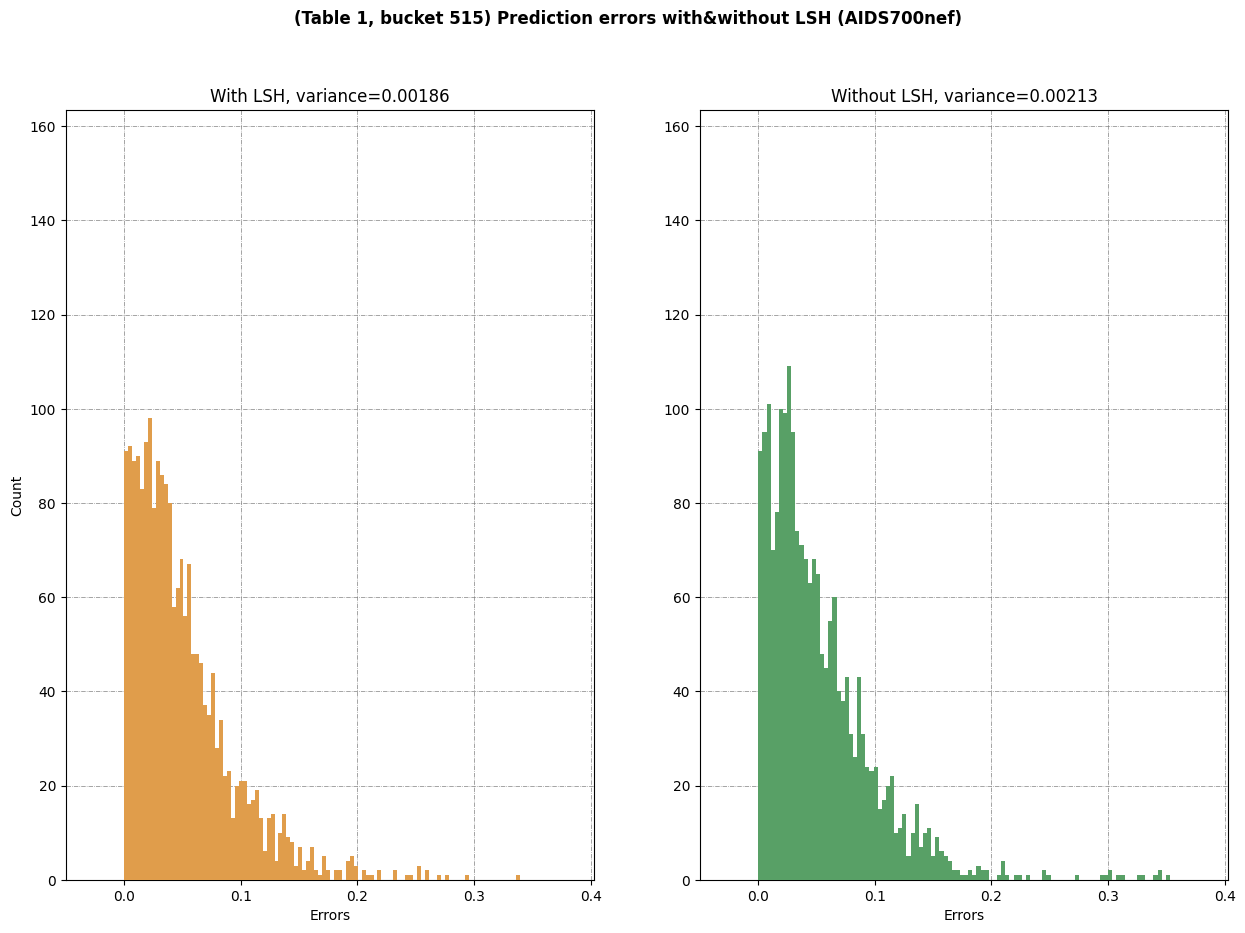 (Table 1, bucket 515) Prediction errors with&without LSH (AIDS700nef)
With LSH, variance=0.00186
160
140
120
100
80
60
40
20
0
Count
0.0 0.1 0.2 0.3 0.4
Errors
Without LSH, variance=0.00213
160
140
120
100
80
60
40
20
0
0.0 0.1 0.2 0.3 0.4
Errors